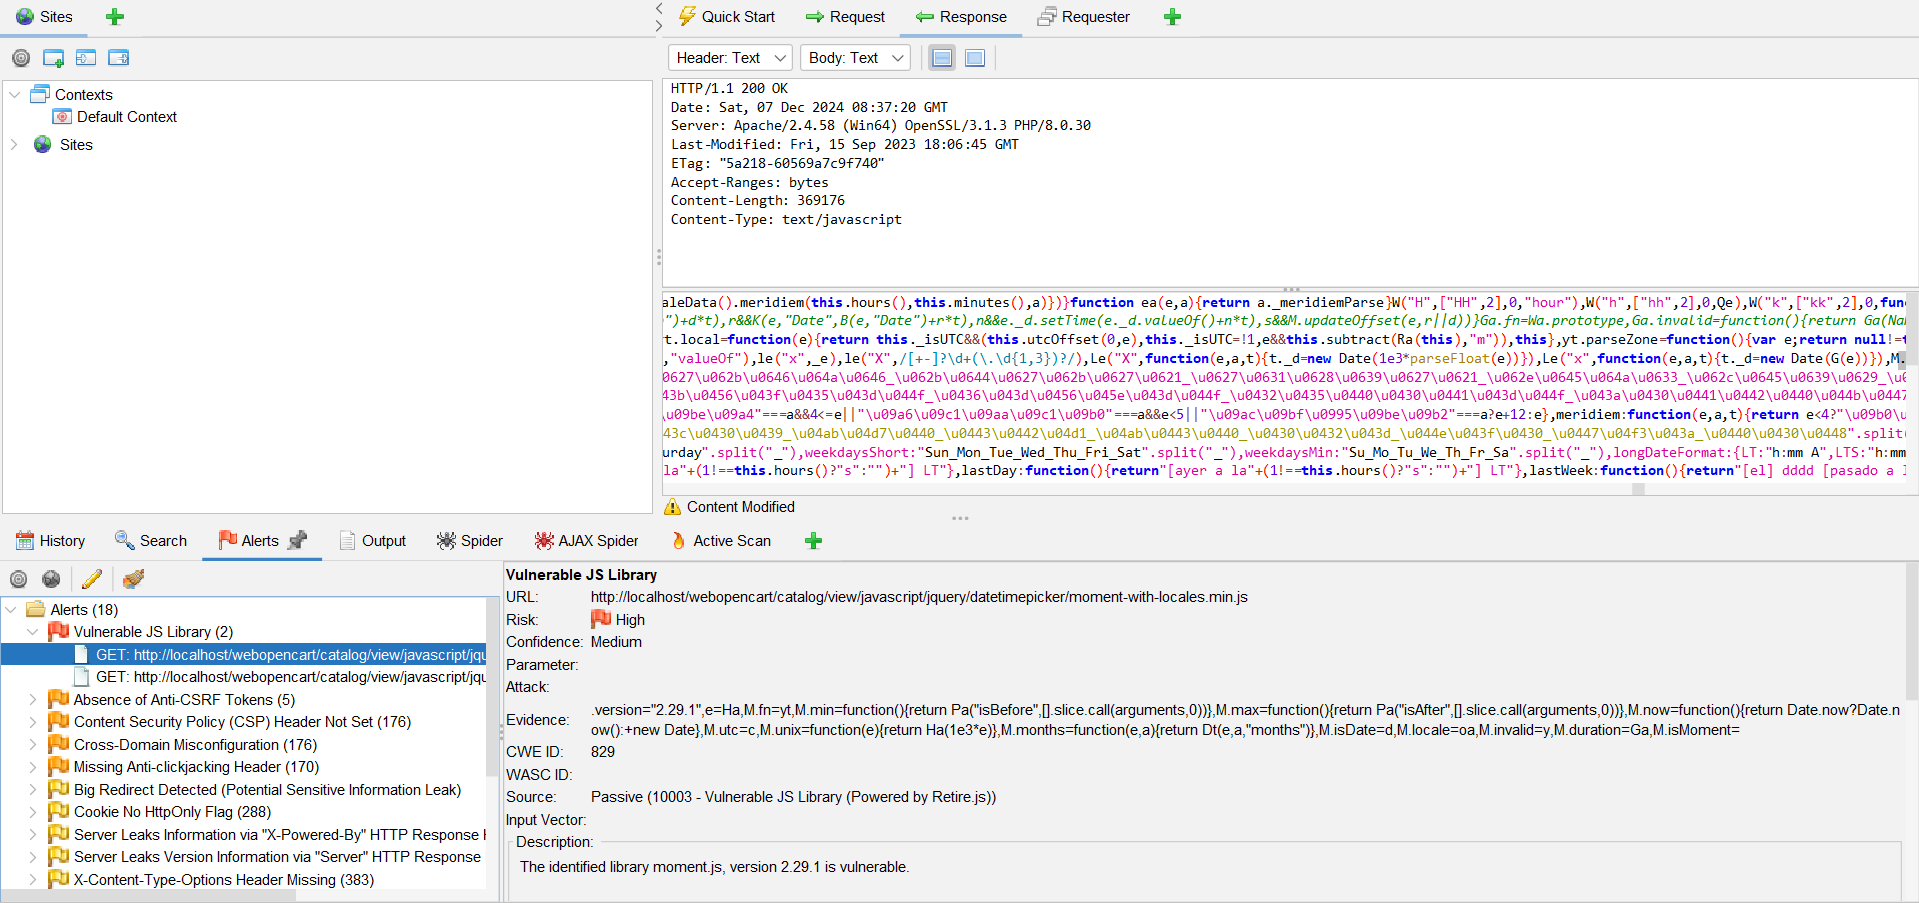 Sites
Quick Start
Request
Response
Requester
Header: Text
Body: Text
Contexts
Default Context
Sites
HTTP/1.1 200 OK
Date: Sat, 07 Dec 2024 08:37:20 GMT
Server: Apache/2.4.58 (Win64) OpenSSL/3.1.3 PHP/8.0.30
Last-Modified: Fri, 15 Sep 2023 18:06:45 GMT
ETag: "5a218-60569a7c9f740"
Accept-Ranges: bytes
Content-Length: 369176
Content-Type: text/javascript
aleData().meridiem(this.hours(),this.minutes(),a)})}function ea(e,a){return a._meridiemParse}W("H",["HH",2],0,"hour"),W("h",["hh",2],0,Qe),W("k",["kk",2],0,func
")+d*t),r&&K(e,"Date",B(e,"Date")+r*t),n&&e._d.setTime(e._d.valueOf()+n*t),s&&M.updateOffset(e,r||d))}Ga.fn=Wa.prototype,Ga.invalid=function(){return Ga(NaN
t.local=function(e){return this._isUTC&&(this.utcOffset(0,e),this._isUTC=!1,e&&this.subtract(Ra(this),"m")),this},yt.parseZone=function(){var e;return null!=t
,"valueOf"),le("x",_e),le("X",/[+-]?\d+(\.\d{1,3})?/),Le("X",function(e,a,t){t._d=new Date(1e3*parseFloat(e))}),Le("x",function(e,a,t){t._d=new Date(G(e))}),M.
0627\u062b\u0646\u064a\u0646_\u062b\u0644\u0627\u062b\u0627\u0621_\u0627\u0631\u0628\u0639\u0627\u0621_\u062e\u0645\u064a\u0633_\u062c\u0645\u0639\u0629_\u0
43b\u0456\u043f\u0435\u043d\u044f_\u0436\u043d\u0456\u045e\u043d\u044f_\u0432\u0435\u0440\u0430\u0441\u043d\u044f_\u043a\u0430\u0441\u0442\u0440\u044b
\u09be\u09a4"===a&&4<=e||"\u09a6\u09c1\u09aa\u09c1\u09b0"===a&&e<5||"\u09ac\u09bf\u0995\u09be\u09b2"===a?e+12:e},meridiem:function(e,a,t){return e<4?"\u09b0\u
43c\u0430\u0439_\u04ab\u04d7\u0440_\u0443\u0442\u04d1_\u04ab\u0443\u0440_\u0430\u0432\u043d_\u044e\u043f\u0430_\u0447\u04f3\u043a_\u0440\u0430\u0448".split
urday".split("_"),weekdaysShort:"Sun_Mon_Tue_Wed_Thu_Fri_Sat".split("_"),weekdaysMin:"Su_Mo_Tu_We_Th_Fr_Sa".split("_"),longDateFormat:{LT:"h:mm A",LTS:"h:mm
la"+(1!==this.hours()?"s":"")+"] LT"},lastDay:function(){return"[ayer a la"+(1!==this.hours()?"s":"")+"] LT"},lastWeek:function(){return"[el] dddd [pasado a l
Content Modified
History
Search
Alerts
Output
Spider
AJAX Spider
Active Scan
Alerts (18)
Vulnerable JS Library (2)
GET: http://localhost/webopencart/catalog/view/javascript/jqu
GET: http://localhost/webopencart/catalog/view/javascript/jqu
Absence of Anti-CSRF Tokens (5)
Content Security Policy (CSP) Header Not Set (176)
Cross-Domain Misconfiguration (176)
Missing Anti-clickjacking Header (170)
Big Redirect Detected (Potential Sensitive Information Leak)
Cookie No HttpOnly Flag (288)
Server Leaks Information via "X-Powered-By" HTTP Response H
Server Leaks Version Information via "Server" HTTP Response
X-Content-Type-Options Header Missing (383)
Vulnerable JS Library
URL: http://localhost/webopencart/catalog/view/javascript/jquery/datetimepicker/moment-with-locales.min.js
Risk: High
Confidence: Medium
Parameter:
Attack:
Evidence: .version="2.29.1",e=Ha,M.fn=yt,M.min=function(){return Pa("isBefore",[].slice.call(arguments,0))},M.max=function(){return Pa("isAfter",[].slice.call(arguments,0))},M.now=function(){return Date.now?Date.n
ow():+new Date},M.utc=c,M.unix=function(e){return Ha(1e3*e)},M.months=function(e,a){return Dt(e,a,"months")},M.isDate=d,M.locale=oa,M.invalid=y,M.duration=Ga,M.isMoment=
CWE ID: 829
WASC ID:
Source: Passive (10003 - Vulnerable JS Library (Powered by Retire.js))
Input Vector:
Description:
The identified library moment.js, version 2.29.1 is vulnerable.